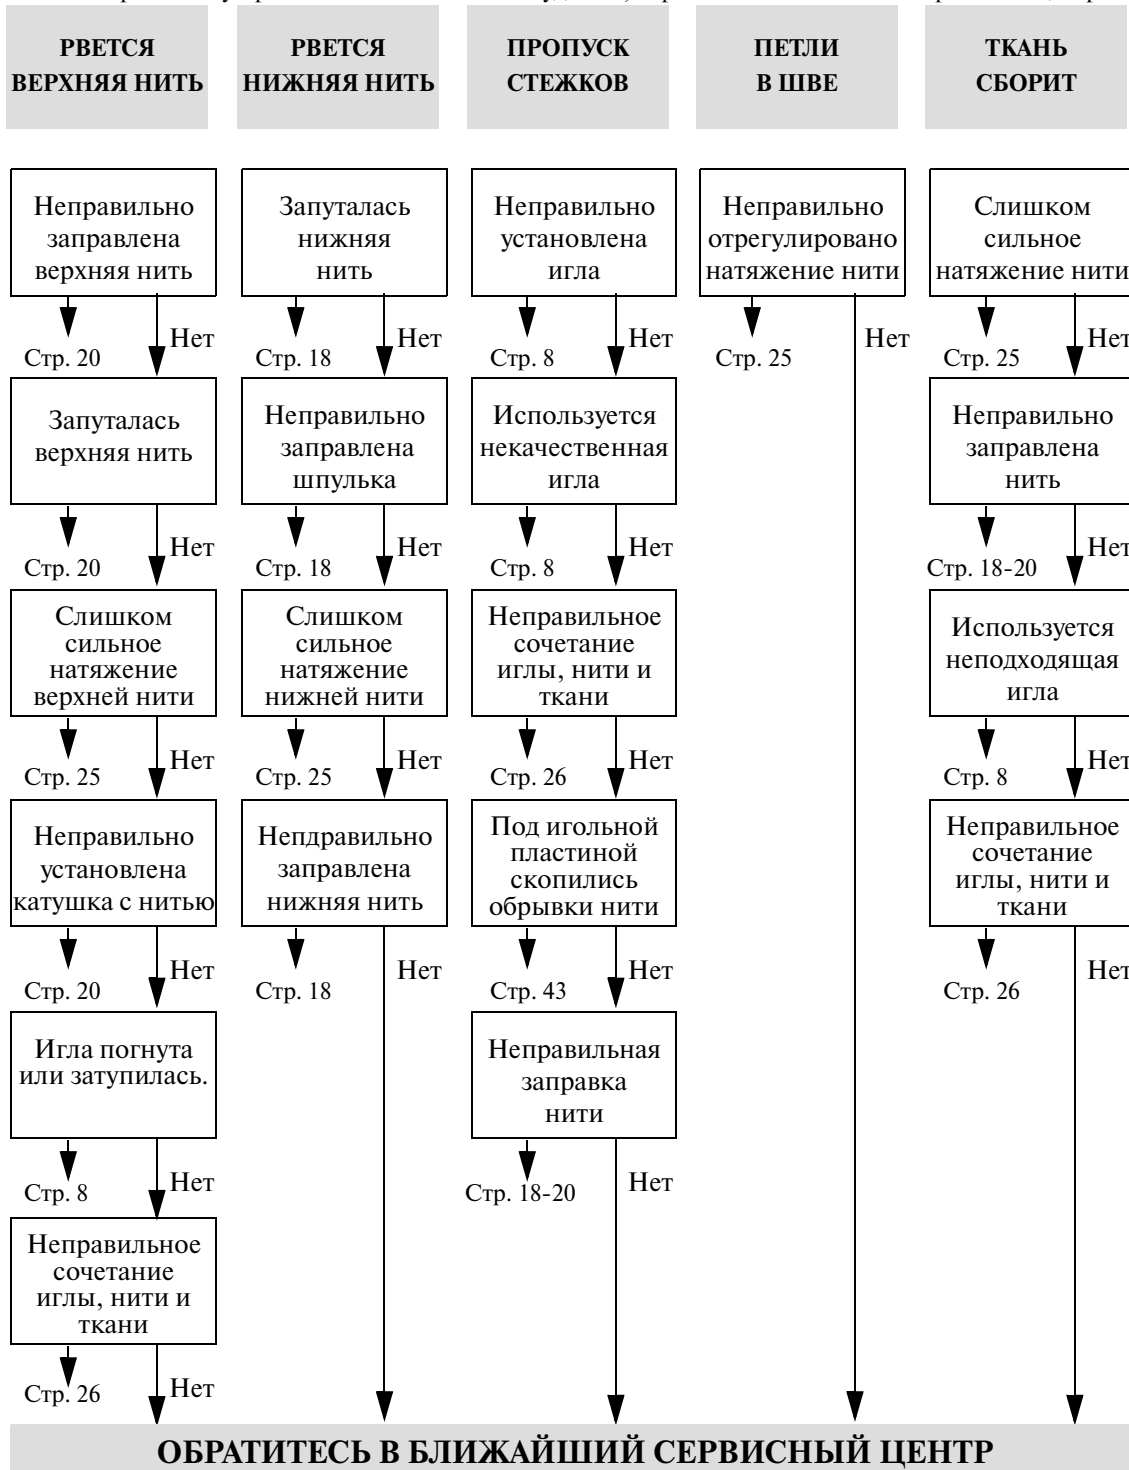 РВЕТСЯ
ВЕРХНЯЯ НИТЬ
РВЕТСЯ
НИЖНЯЯ НИТЬ
ПРОПУСК
СТЕЖКОВ
ПЕТЛИ
В ШВЕ
ТКАНЬ
СБОРИТ
Неправильно
заправлена
верхняя нить
Стр. 20
Нет
Запуталась
верхняя нить
Стр. 20
Нет
Слишком
сильное
натяжение
верхней нити
Стр. 25
Нет
Неправильно
установлена
катушка с нитью
Стр. 20
Нет
Игла погнута
или затупилась.
Стр. 8
Нет
Неправильное
сочетание
иглы, нити и
ткани
Стр. 26
Нет
Запуталась
нижняя
нить
Стр. 18
Нет
Неправильно
заправлена
шпулька
Стр. 18
Нет
Слишком
сильное
натяжение
нижней нити
Стр. 25
Нет
Непдравильно
заправлена
нижняя нить
Стр. 18
Нет
Неправильно
установлена
игла
Стр. 8
Нет
Используется
некачественная
игла
Стр. 8
Нет
Неправильное
сочетание
иглы, нити и
ткани
Стр. 26
Нет
Под игольной
пластиной
скопились
обрывки нити
Стр. 43
Нет
Неправильная
заправка
нити
Стр. 18-20
Нет
Неправильно
отрегулировано
натяжение нити
Стр. 25
Нет
Слишком
сильное
натяжение нити
Стр. 25
Нет
Неправильно
заправлена
нить
Стр. 18-20
Нет
Используется
неподходящая
игла
Стр. 8
Нет
Неправильное
сочетание
иглы, нити и
ткани
Стр. 26
Нет
ОБРАТИТЕСЬ В БЛИЖАЙШИЙ СЕРВИСНЫЙ ЦЕНТР